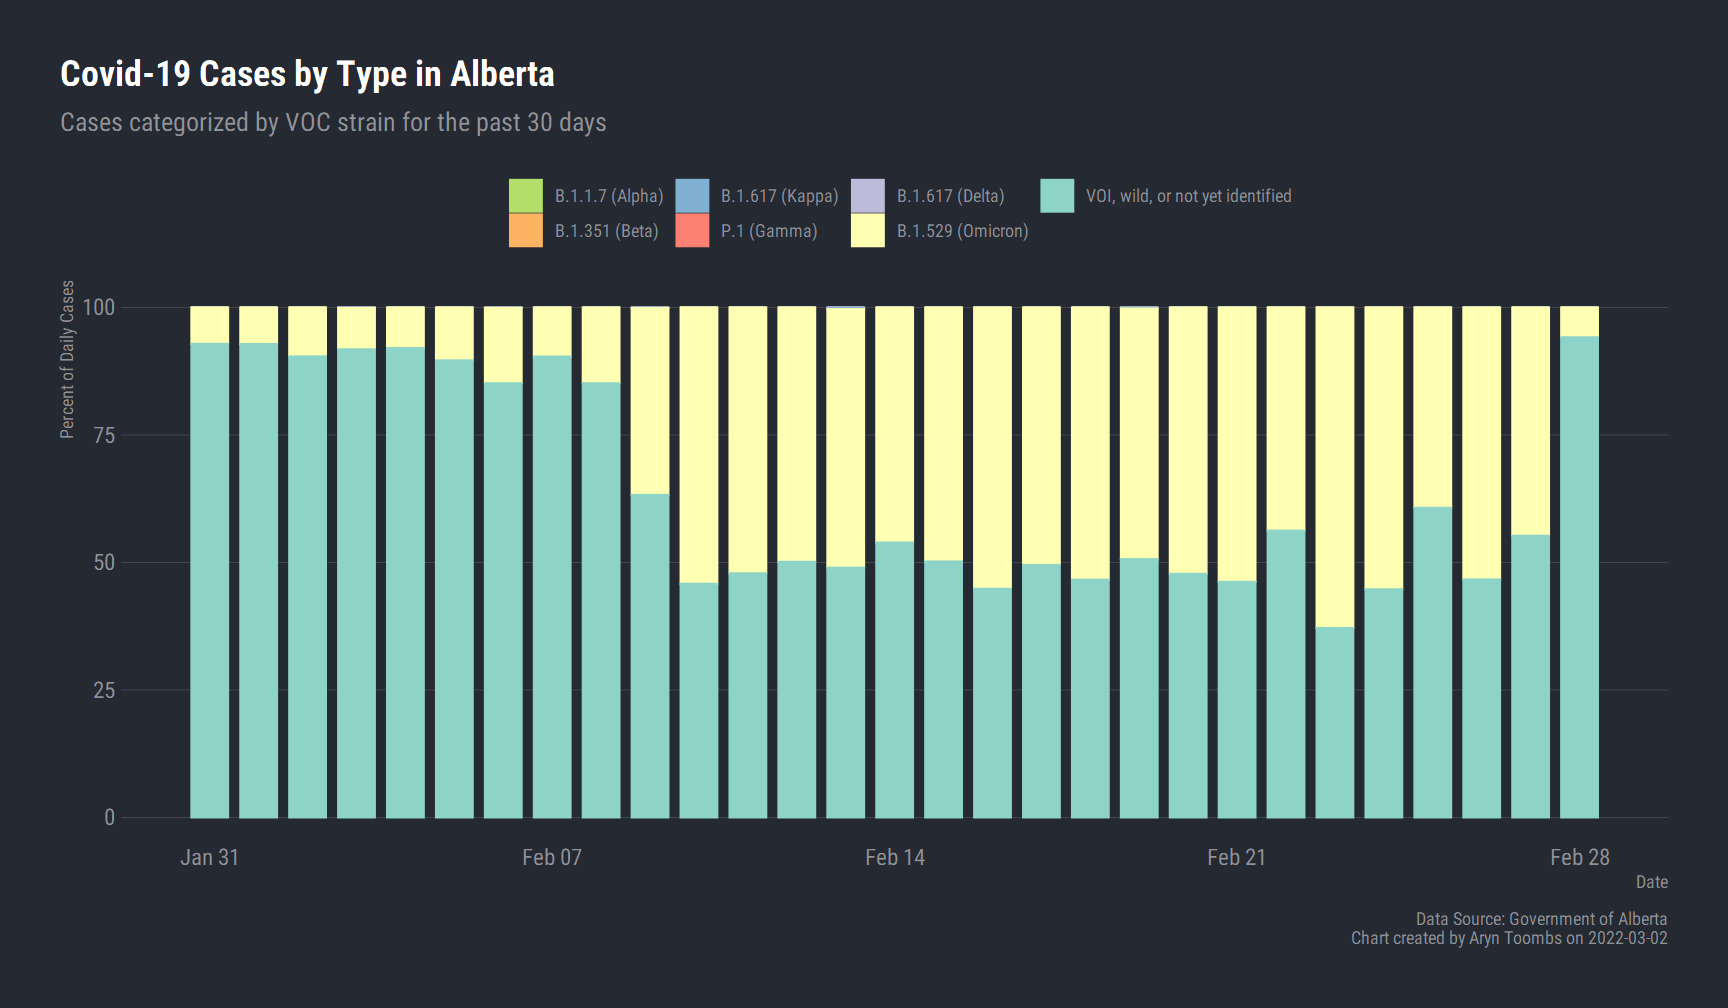 Covid-19 Cases by Type in Alberta
Cases categorized by VOC strain for the past 30 days
B.1.1.7 (Alpha)
B.1.617 (Kappa)
B.1.617 (Delta)
VOI, wild, or not yet identified
B.1.351 (Beta)
P.1 (Gamma)
B.1.529 (Omicron)
Percent of Daily Cases
100
75
50
25
0
Jan 31
Feb 07
Feb 14
Feb 21
Feb 28
Date
Data Source: Government of Alberta
Chart created by Aryn Toombs on 2022-03-02